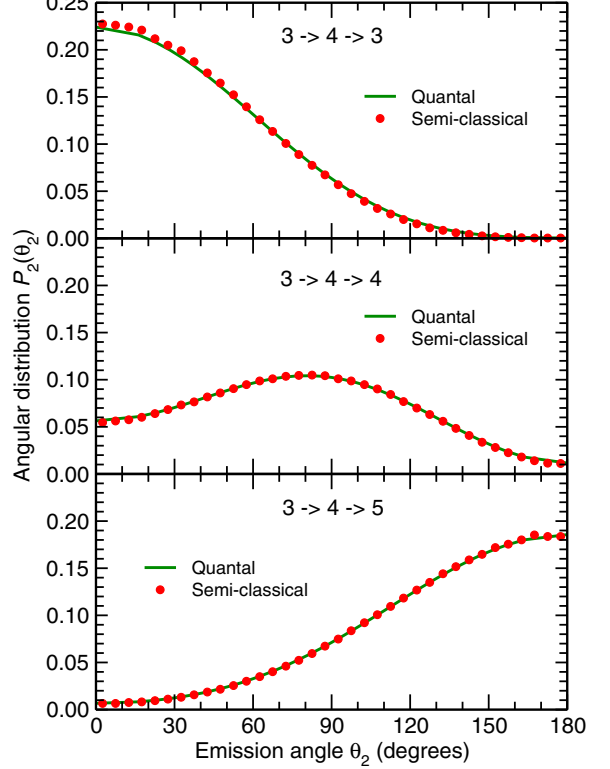 0.25
3 -> 4 -> 3
0.20
Quantal
0.15
Semi-classical
0.10
0.05
0.00
3 -> 4 -> 4
0.20
Quantal
0.15
Semi-classical
0.10
0.05
0.00
3 -> 4 -> 5
0.20
0.15
Quantal
Semi-classical
0.10
0.05
0.00
0 30 60 90 120 150 180
Emission angle θ₂ (degrees)
Angular distribution P₂(θ₂)